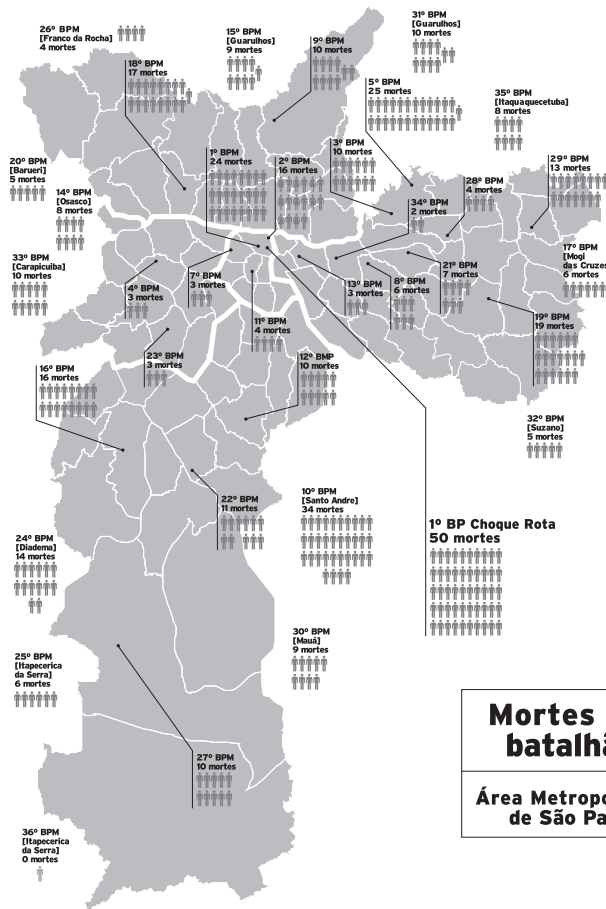 26º BPM
[Franco da Rocha]
4 mortes
15º BPM
[Guarulhos]
9 mortes
9º BPM
10 mortes
31º BPM
[Guarulhos]
10 mortes
18º BPM
17 mortes
5º BPM
25 mortes
35º BPM
[Itaquaquecetuba]
8 mortes
1º BPM
24 mortes
2º BPM
16 mortes
3º BPM
10 mortes
20º BPM
[Barueri]
5 mortes
14º BPM
[Osasco]
8 mortes
34º BPM
2 mortes
28º BPM
4 mortes
29º BPM
13 mortes
33º BPM
[Carapicuiba]
10 mortes
4º BPM
3 mortes
7º BPM
3 mortes
13º BPM
3 mortes
8º BPM
6 mortes
21º BPM
7 mortes
17º BPM
[Moqi
das Cruzes]
6 mortes
11º BPM
4 mortes
19º BPM
19 mortes
23º BPM
3 mortes
12º BMP
10 mortes
16º BPM
16 mortes
32º BPM
[Suzano]
5 mortes
22º BPM
11 mortes
10º BPM
[Santo Andre]
34 mortes
1º BP Choque Rota
50 mortes
24º BPM
[Diadema]
14 mortes
30º BPM
[Mauá]
9 mortes
25º BPM
[Itapecerica
da Serra]
6 mortes
27º BPM
10 mortes
36º BPM
[Itapecerica
da Serra]
0 mortes
Mortes
batalhã
Área Metropo
de São Pa